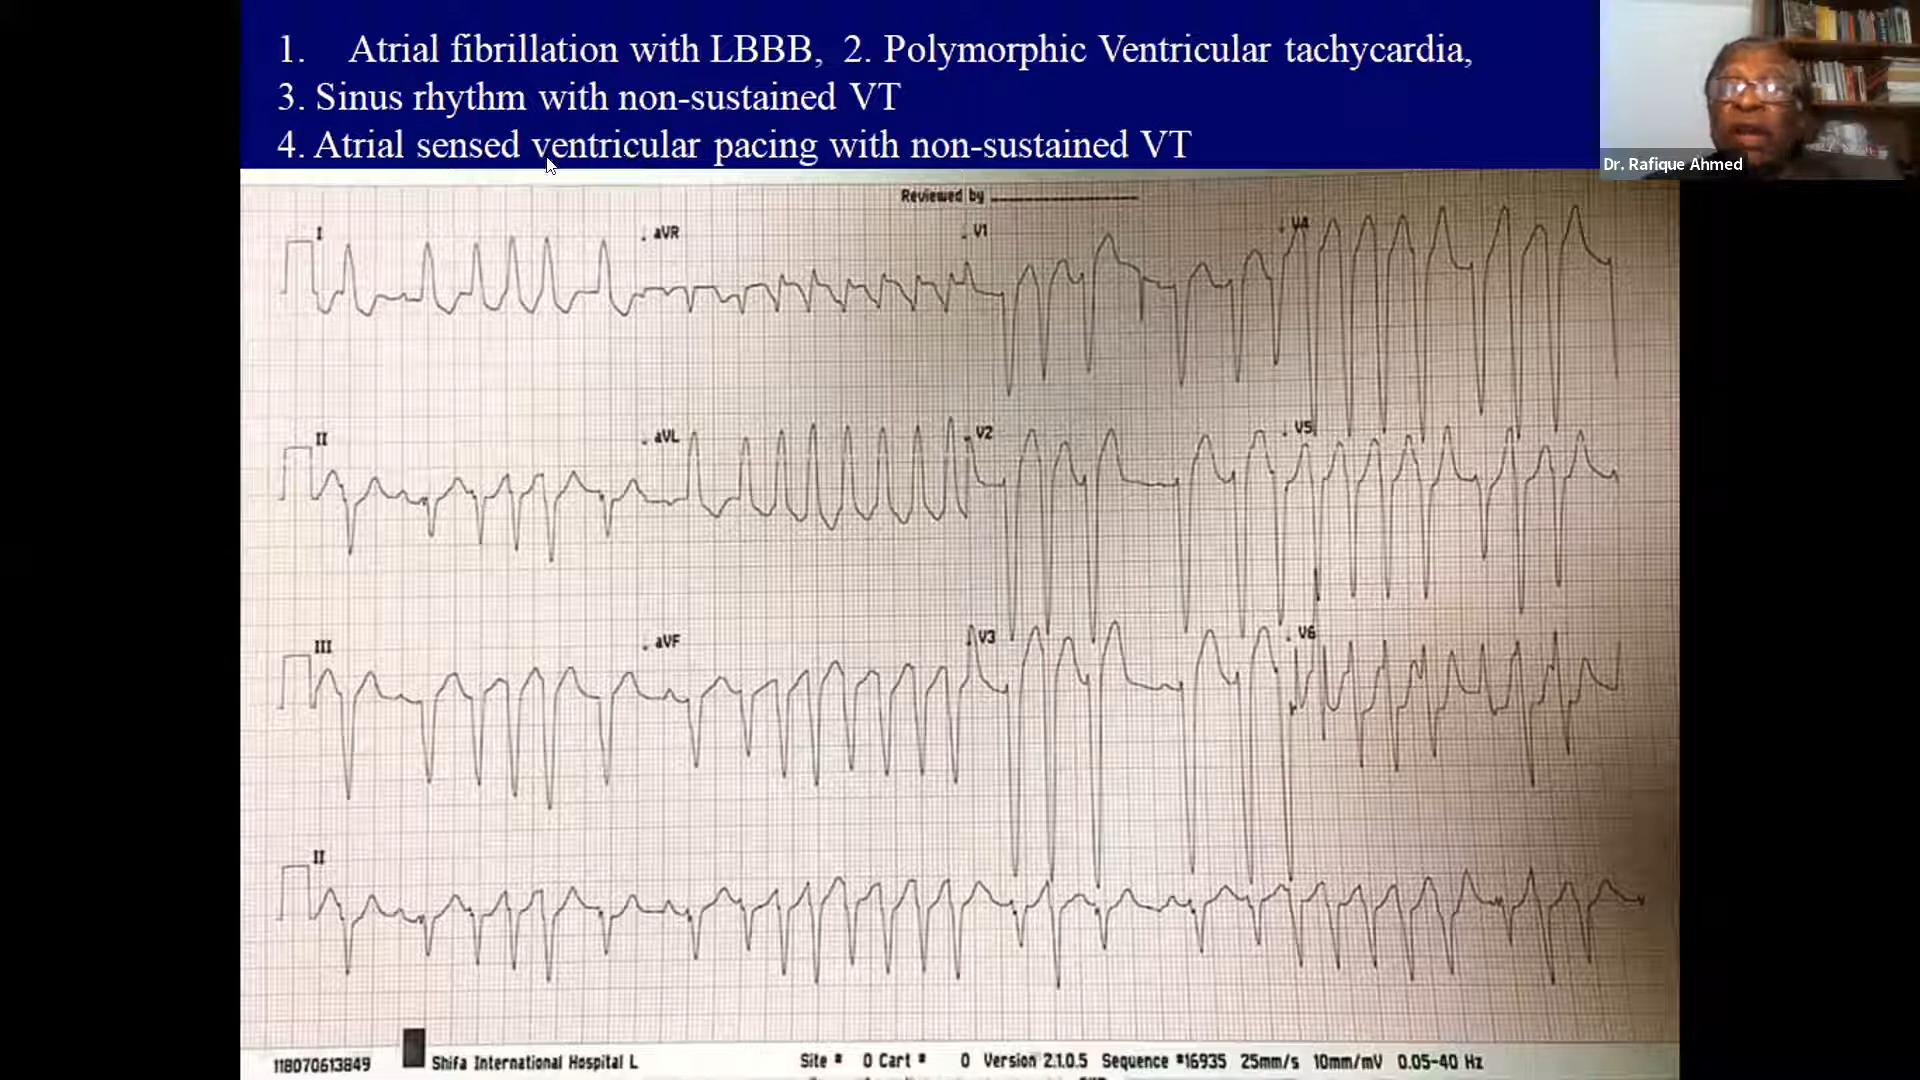 1. Atrial fibrillation with LBBB, 2. Polymorphic Ventricular tachycardia,
3. Sinus rhythm with non-sustained VT
4. Atrial sensed ventricular pacing with non-sustained VT
Dr. Rafique Ahmed
Reviewed by
I aVR V1 V4
II aVL V2 V5
III aVF V3 V6
II
118070613849 Shifa International Hospital L Site # 0 Cart # 0 Version 2.1.0.5 Sequence #16935 25mm/s 10mm/mV 0.05-40 Hz